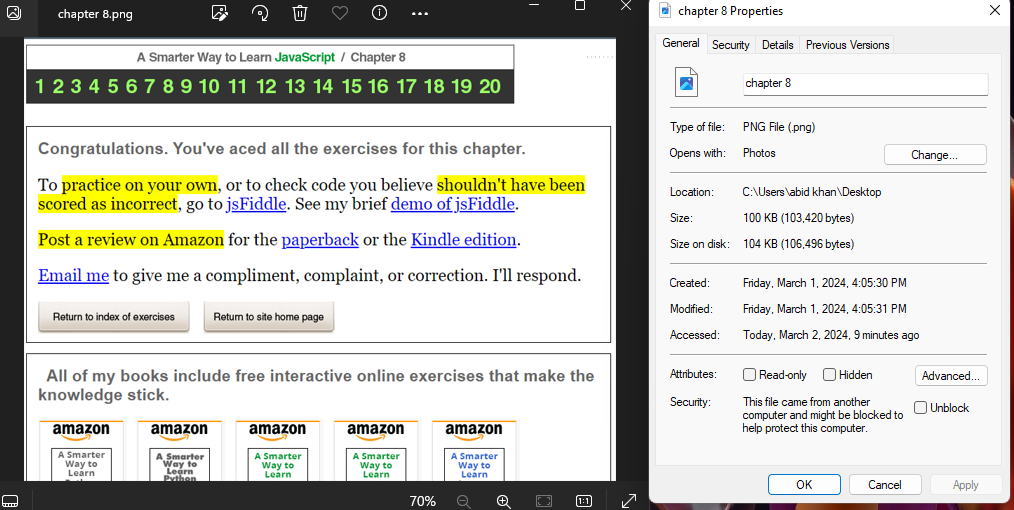 chapter 8.png
A Smarter Way to Learn JavaScript / Chapter 8
1 2 3 4 5 6 7 8 9 10 11 12 13 14 15 16 17 18 19 20
Congratulations. You've aced all the exercises for this chapter.
To practice on your own, or to check code you believe shouldn't have been
scored as incorrect, go to jsFiddle. See my brief demo of jsFiddle.
Post a review on Amazon for the paperback or the Kindle edition.
Email me to give me a compliment, complaint, or correction. I'll respond.
Return to index of exercises Return to site home page
All of my books include free interactive online exercises that make the
knowledge stick.
amazon amazon amazon amazon amazon
A Smarter A Smarter A Smarter A Smarter A Smarter
Way to Way to Way to Way to Way to
Learn Learn Learn Learn Learn
Python
70% 1:1
chapter 8 Properties
General Security Details Previous Versions
chapter 8
Type of file: PNG File (.png)
Opens with: Photos Change...
Location: C:\Users\abid khan\Desktop
Size: 100 KB (103,420 bytes)
Size on disk: 104 KB (106,496 bytes)
Created: Friday, March 1, 2024, 4:05:30 PM
Modified: Friday, March 1, 2024, 4:05:31 PM
Accessed: Today, March 2, 2024, 9 minutes ago
Attributes: Read-only Hidden Advanced...
Security: This file came from another
computer and might be blocked to Unblock
help protect this computer.
OK Cancel Apply